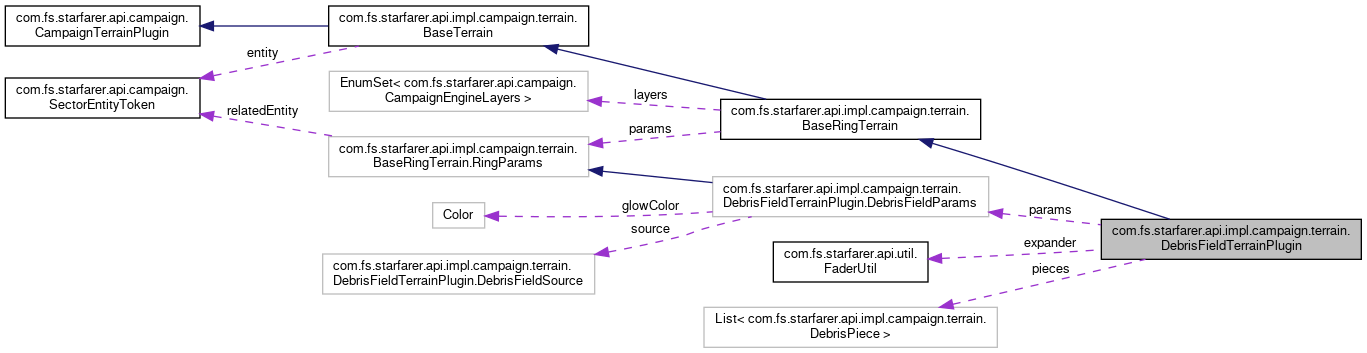 com.fs.starfarer.api.campaign.
CampaignTerrainPlugin
com.fs.starfarer.api.impl.campaign.terrain.
BaseTerrain
entity
com.fs.starfarer.api.campaign.
SectorEntityToken
EnumSet< com.fs.starfarer.api.campaign.
CampaignEngineLayers >
layers
relatedEntity
com.fs.starfarer.api.impl.campaign.terrain.
BaseRingTerrain
params
com.fs.starfarer.api.impl.campaign.terrain.
BaseRingTerrain.RingParams
com.fs.starfarer.api.impl.campaign.terrain.
DebrisFieldTerrainPlugin.DebrisFieldParams
glowColor
Color
source
params
com.fs.starfarer.api.impl.campaign.terrain.
DebrisFieldTerrainPlugin
expander
com.fs.starfarer.api.util.
FaderUtil
pieces
com.fs.starfarer.api.impl.campaign.terrain.
DebrisFieldTerrainPlugin.DebrisFieldSource
List< com.fs.starfarer.api.impl.campaign.terrain.
DebrisPiece >